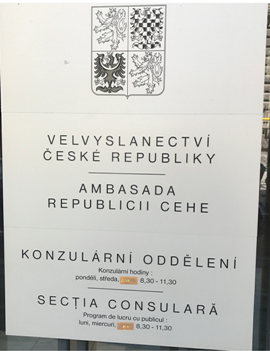 VELVYSLANECTVÍ
ČESKÉ REPUBLIKY
AMBASADA
REPUBLICII CEHE
KONZULÁRNÍ ODDĚLENÍ
Konzulární hodiny :
pondělí, středa, 8,30 - 11,30
SECȚIA CONSULARĂ
Program de lucru cu publicul :
luni, miercuri, 8,30 - 11,30